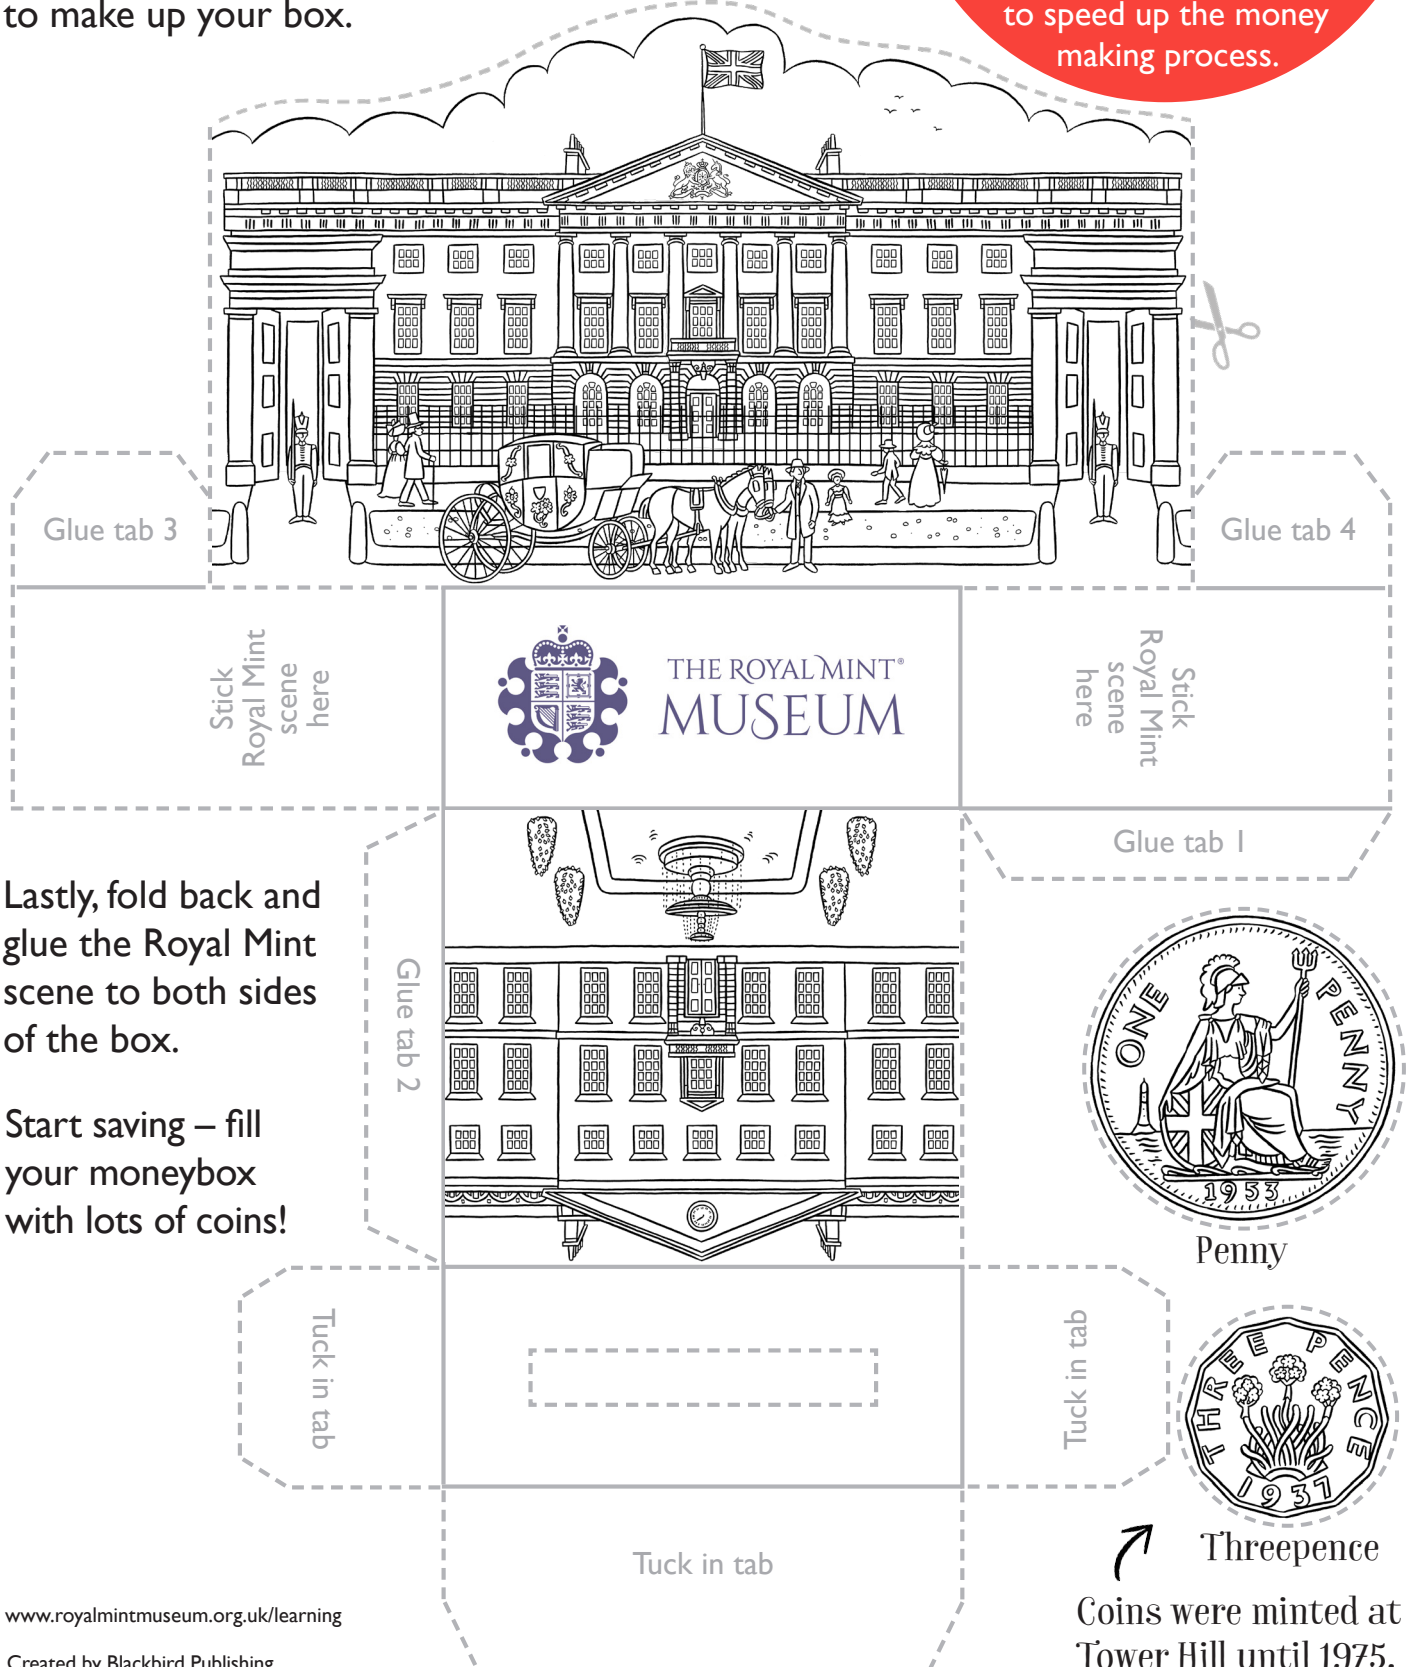 to make up your box.
to speed up the money
making process.
Glue tab 3
Glue tab 4
Stick
Royal Mint
scene
here
THE ROYAL MINT®
MUSEUM
Stick
Royal Mint
scene
here
Glue tab 1
Lastly, fold back and
glue the Royal Mint
scene to both sides
of the box.
Start saving – fill
your moneybox
with lots of coins!
Glue tab 2
ONE PENNY
1953
Penny
Tuck in tab
Tuck in tab
THREE PENCE
1937
Threepence
Tuck in tab
Coins were minted at
Tower Hill until 1975.
www.royalmintmuseum.org.uk/learning
Created by Blackbird Publishing